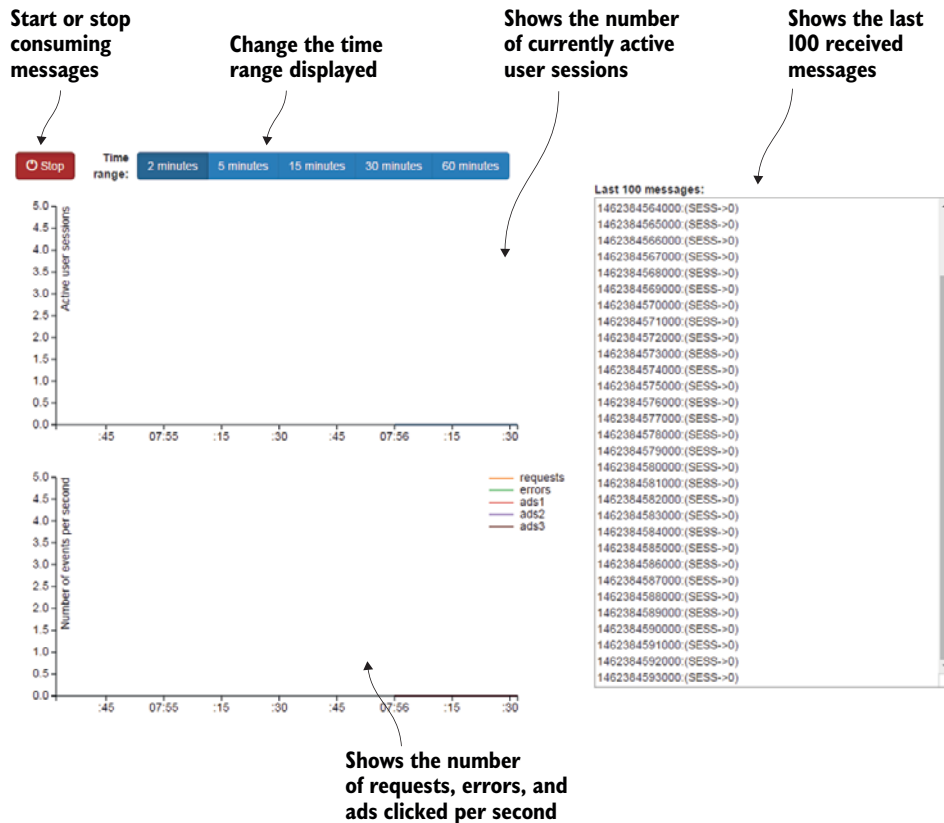 Start or stop
consuming
messages
Change the time
range displayed
Shows the number
of currently active
user sessions
Shows the last
100 received
messages
Stop
Time
range:
2 minutes
5 minutes
15 minutes
30 minutes
60 minutes
Active user sessions
5.0
4.5
4.0
3.5
3.0
2.5
2.0
1.5
1.0
0.5
0.0
:45
07:55
:15
:30
:45
07:56
:15
:30
Number of events per second
5.0
4.5
4.0
3.5
3.0
2.5
2.0
1.5
1.0
0.5
0.0
:45
07:55
:15
:30
:45
07:56
:15
:30
requests
errors
ads1
ads2
ads3
Last 100 messages:
1462384564000:(SESS->0)
1462384565000:(SESS->0)
1462384566000:(SESS->0)
1462384567000:(SESS->0)
1462384568000:(SESS->0)
1462384569000:(SESS->0)
1462384570000:(SESS->0)
1462384571000:(SESS->0)
1462384572000:(SESS->0)
1462384573000:(SESS->0)
1462384574000:(SESS->0)
1462384575000:(SESS->0)
1462384576000:(SESS->0)
1462384577000:(SESS->0)
1462384578000:(SESS->0)
1462384579000:(SESS->0)
1462384580000:(SESS->0)
1462384581000:(SESS->0)
1462384582000:(SESS->0)
1462384583000:(SESS->0)
1462384584000:(SESS->0)
1462384585000:(SESS->0)
1462384586000:(SESS->0)
1462384587000:(SESS->0)
1462384588000:(SESS->0)
1462384589000:(SESS->0)
1462384590000:(SESS->0)
1462384591000:(SESS->0)
1462384592000:(SESS->0)
1462384593000:(SESS->0)
Shows the number
of requests, errors, and
ads clicked per second